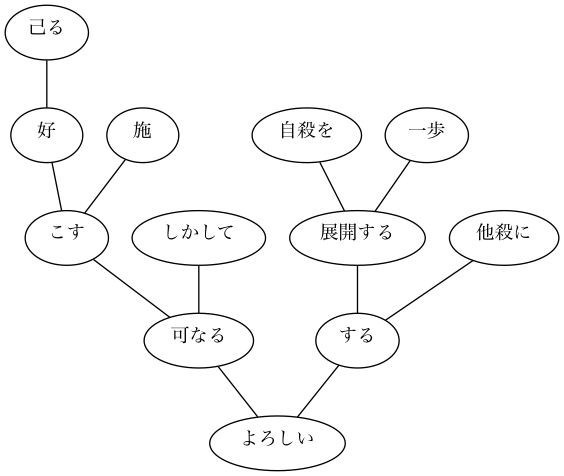 己る
好
施
自殺を
一歩
こす
しかして
展開する
他殺に
可なる
する
よろしい